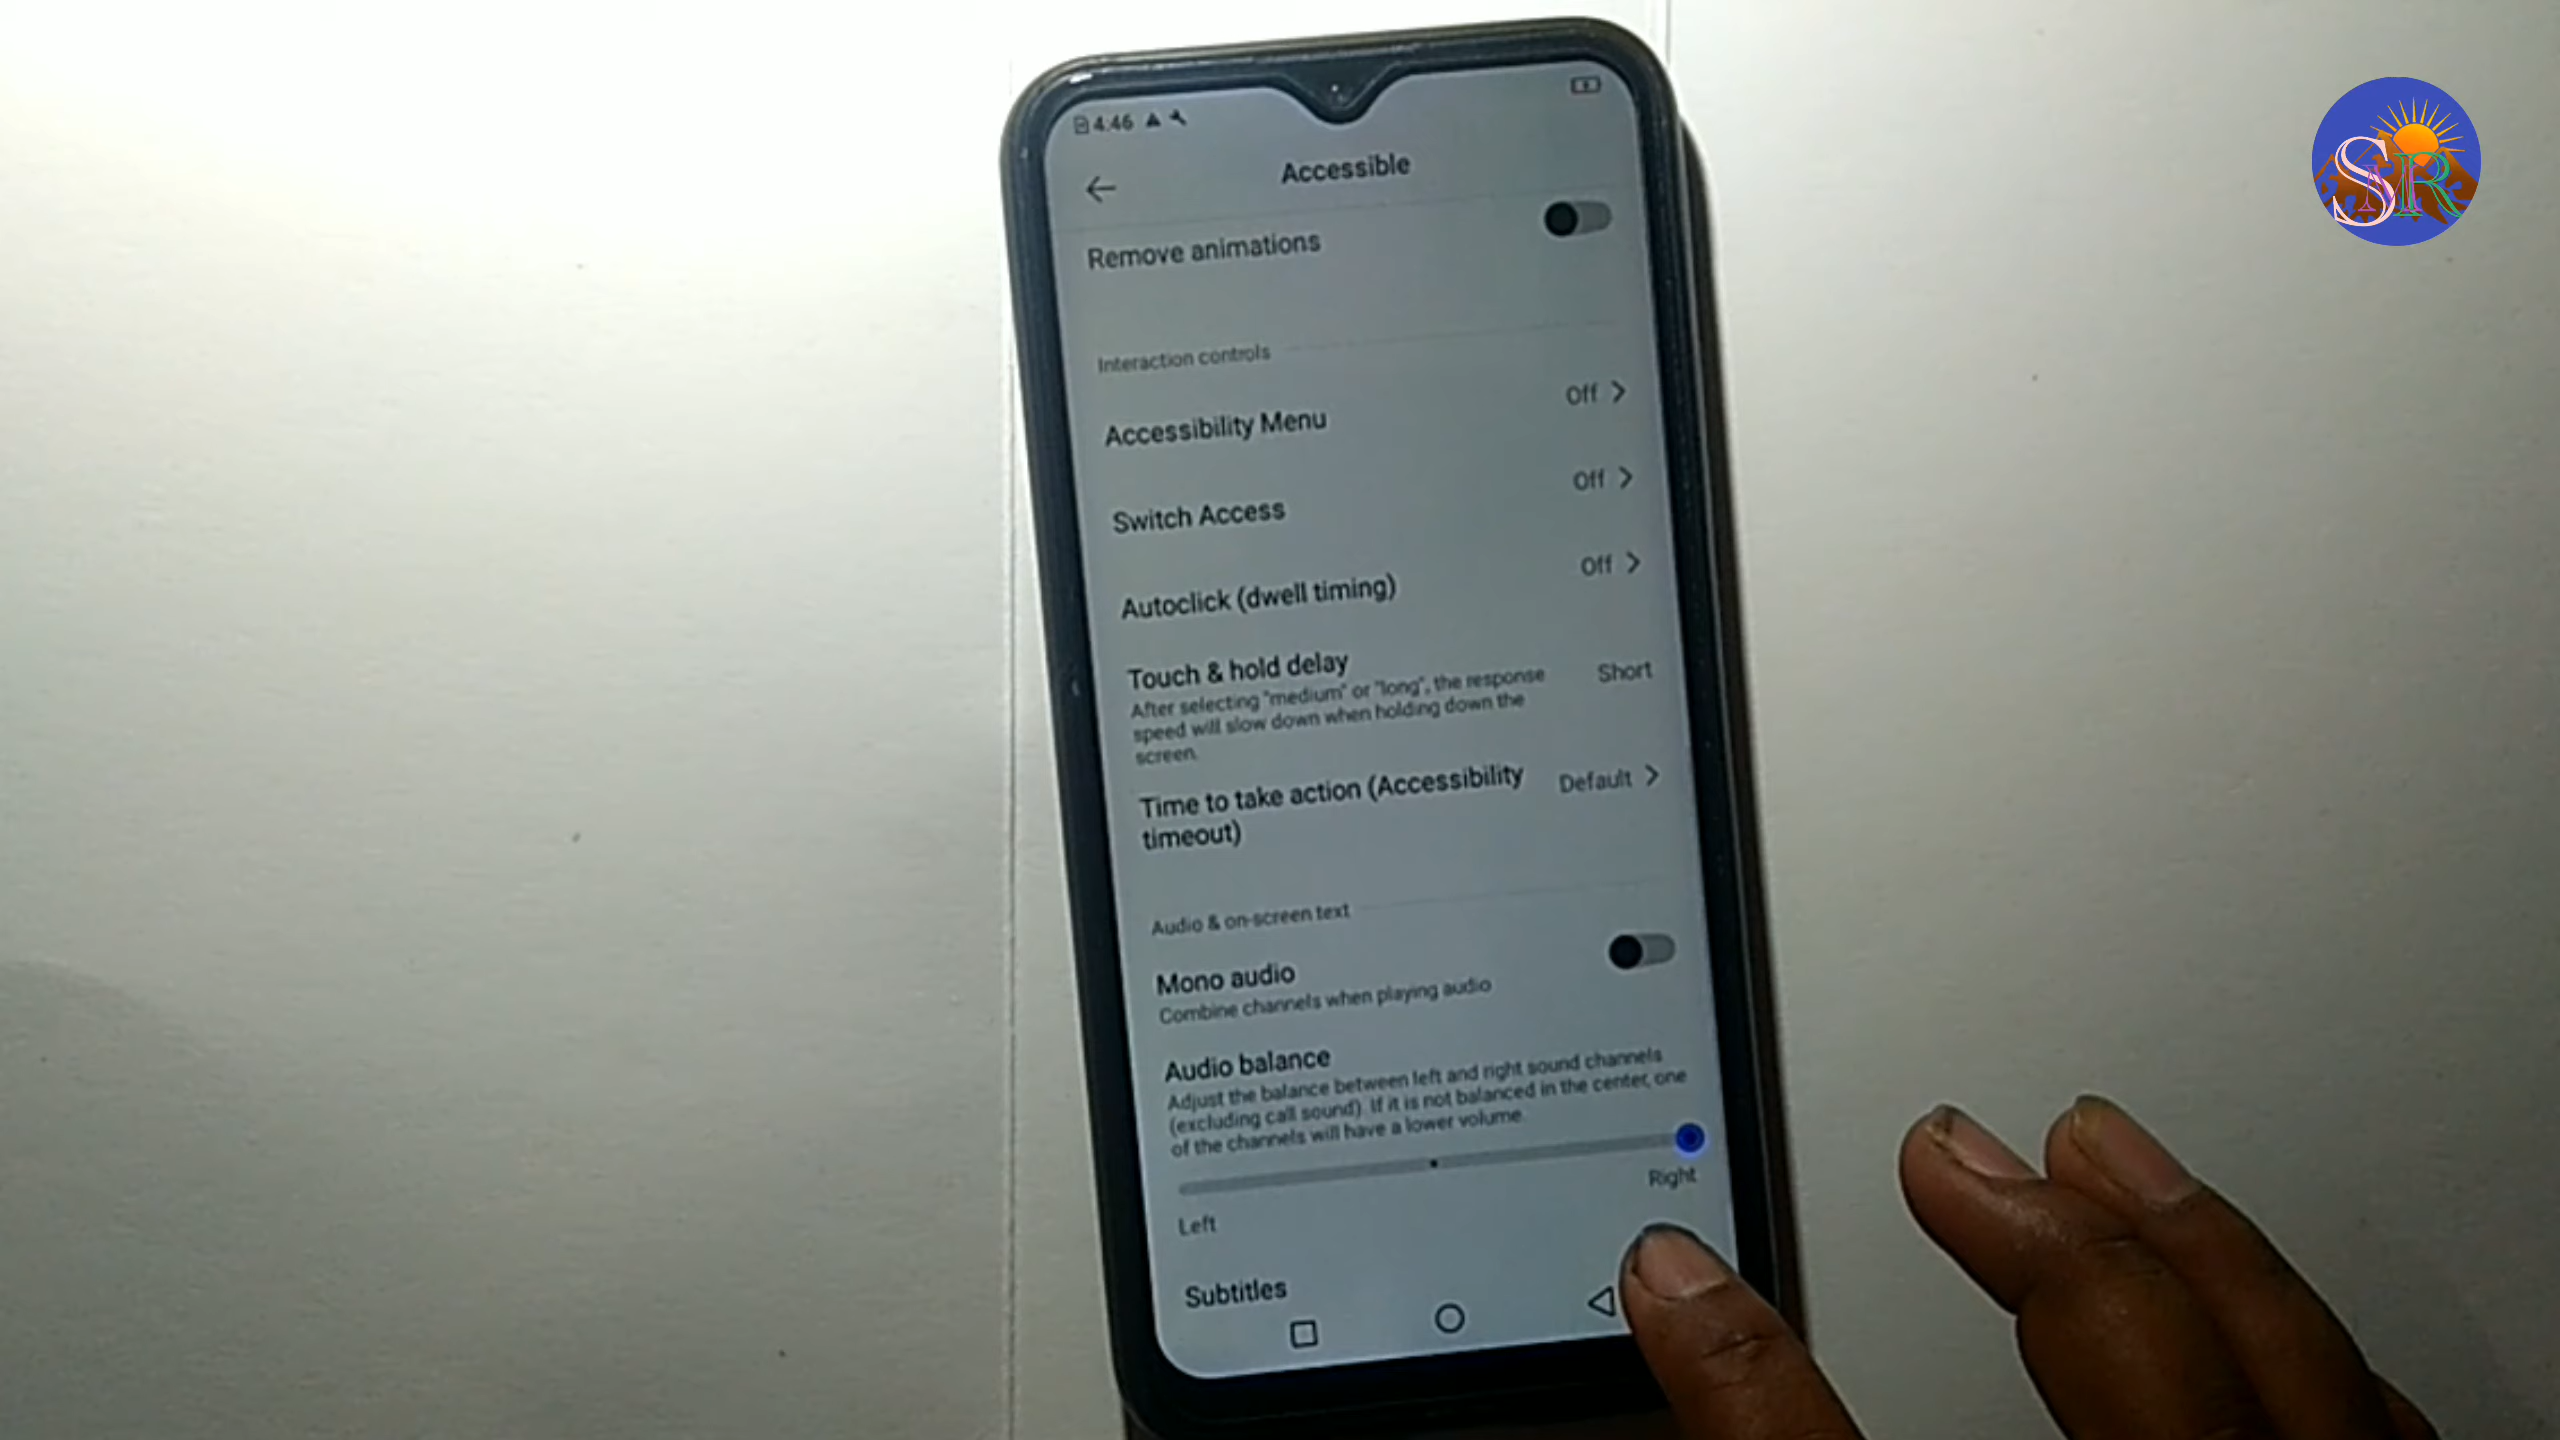 4:46
Accessible
Remove animations
Interaction controls
Accessibility Menu
Off
Switch Access
Off
Autoclick (dwell timing)
Off
Touch & hold delay
After selecting "medium" or "long", the response
speed will slow down when holding down the
screen.
Short
Time to take action (Accessibility
timeout)
Default
Audio & on-screen text
Mono audio
Combine channels when playing audio
Audio balance
Adjust the balance between left and right sound channels
(excluding call sound). If it is not balanced in the center, one
of the channels will have a lower volume.
Left
Right
Subtitles